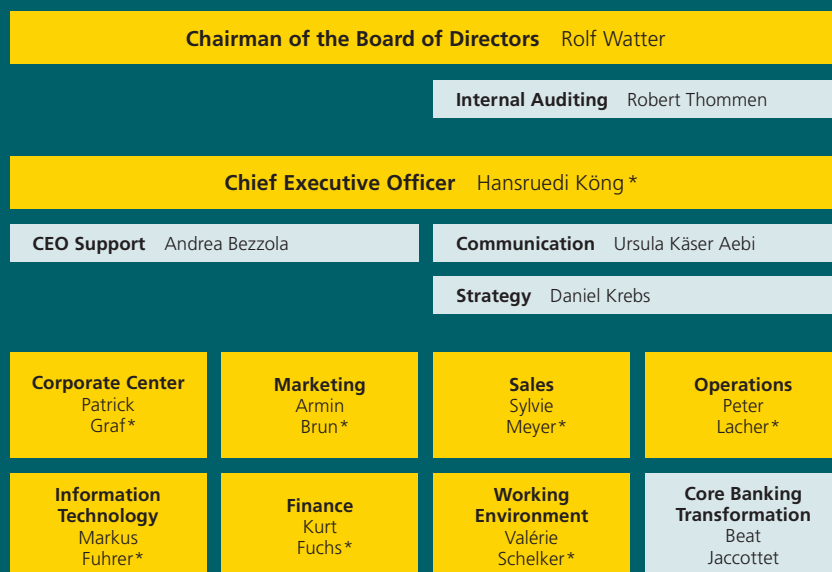 Chairman of the Board of Directors Rolf Watter
Internal Auditing Robert Thommen
Chief Executive Officer Hansruedi Köng*
CEO Support Andrea Bezzola
Communication Ursula Käser Aebi
Strategy Daniel Krebs
Corporate Center
Patrick
Graf*
Marketing
Armin
Brun*
Sales
Sylvie
Meyer*
Operations
Peter
Lacher*
Information
Technology
Markus
Fuhrer*
Finance
Kurt
Fuchs*
Working
Environment
Valérie
Schelker*
Core Banking
Transformation
Beat
Jaccottet